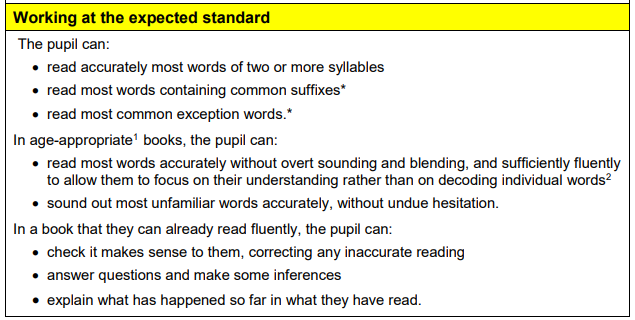 Working at the expected standard
The pupil can:
• read accurately most words of two or more syllables
• read most words containing common suffixes*
• read most common exception words.*
In age-appropriate¹ books, the pupil can:
• read most words accurately without overt sounding and blending, and sufficiently fluently
to allow them to focus on their understanding rather than on decoding individual words²
• sound out most unfamiliar words accurately, without undue hesitation.
In a book that they can already read fluently, the pupil can:
• check it makes sense to them, correcting any inaccurate reading
• answer questions and make some inferences
• explain what has happened so far in what they have read.